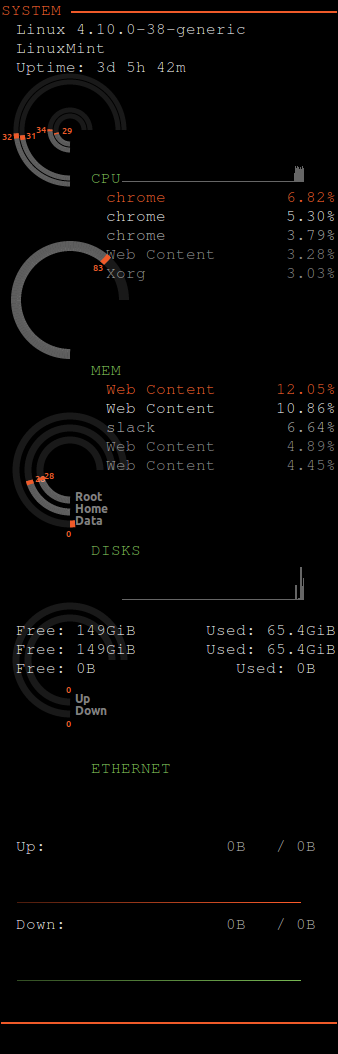 SYSTEM
Linux 4.10.0-38-generic
LinuxMint
Uptime: 3d 5h 42m
32 31 34 29
CPU
chrome 6.82%
chrome 5.30%
chrome 3.79%
Web Content 3.28%
83
Xorg 3.03%
MEM
Web Content 12.05%
Web Content 10.86%
slack 6.64%
Web Content 4.89%
Web Content 4.45%
28
Root
Home
Data
0
DISKS
Free: 149GiB Used: 65.4GiB
Free: 149GiB Used: 65.4GiB
Free: 0B Used: 0B
0
Up
Down
0
ETHERNET
Up: 0B / 0B
Down: 0B / 0B